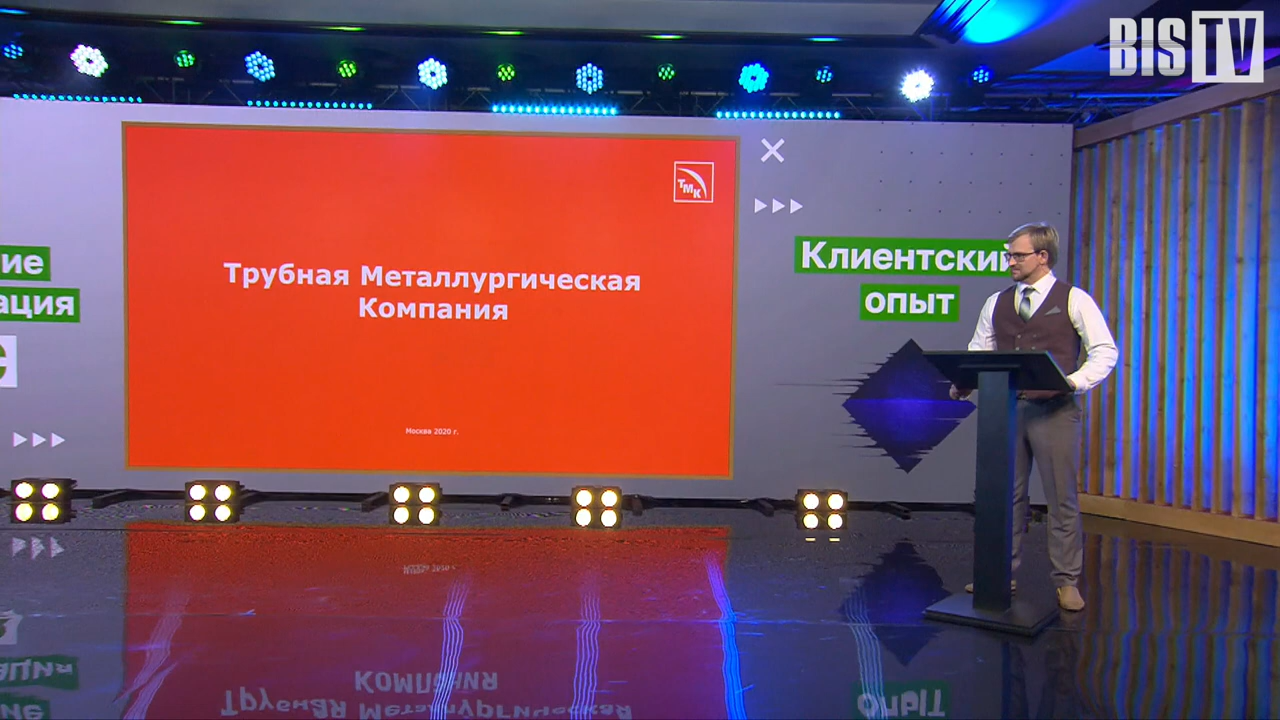 BIS TV
ТМК
Трубная Металлургическая
Компания
Москва 2020 г.
Клиентский
опыт
ие
ация